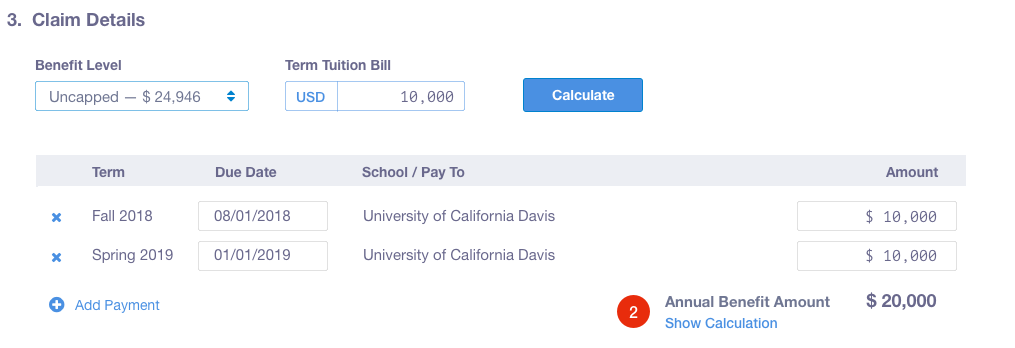 3. Claim Details
Benefit Level
Term Tuition Bill
Uncapped — $ 24,946
USD 10,000
Calculate
Term Due Date School / Pay To Amount
Fall 2018 08/01/2018 University of California Davis $ 10,000
Spring 2019 01/01/2019 University of California Davis $ 10,000
Add Payment
2
Annual Benefit Amount $ 20,000
Show Calculation